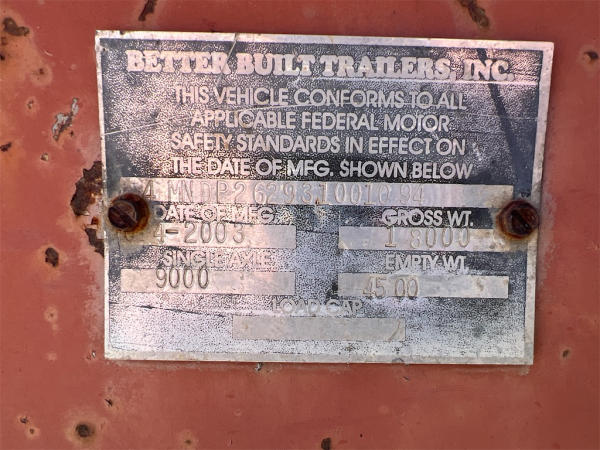 BETTER BUILT TRAILERS, INC.
THIS VEHICLE CONFORMS TO ALL
APPLICABLE FEDERAL MOTOR
SAFETY STANDARDS IN EFFECT ON
THE DATE OF MFG. SHOWN BELOW
4MNDP262931001094
DATE OF MFG. GROSS WT.
4-2003 18000
SINGLE AXLE EMPTY WT.
9000 4500
LOAD CAP.